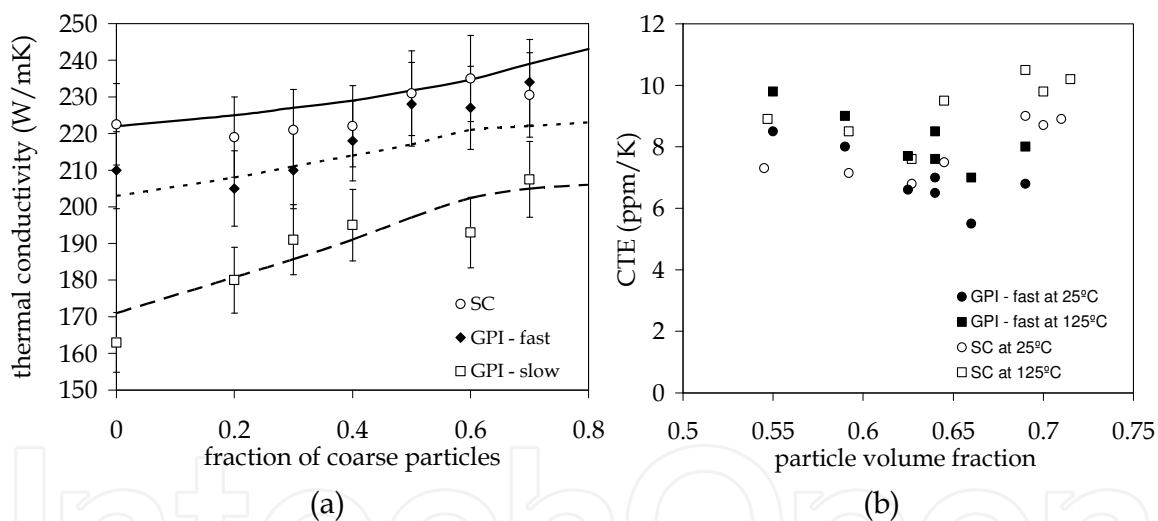 250
240
230
220
210
200
190
180
170
160
150
thermal conductivity (W/mK)
0
0.2
0.4
0.6
0.8
fraction of coarse particles
SC
GPI - fast
GPI - slow
(a)
12
10
8
6
4
2
0
CTE (ppm/K)
0.5
0.55
0.6
0.65
0.7
0.75
particle volume fraction
GPI - fast at 25ºC
GPI - fast at 125ºC
SC at 25ºC
SC at 125ºC
(b)
IntechOpen